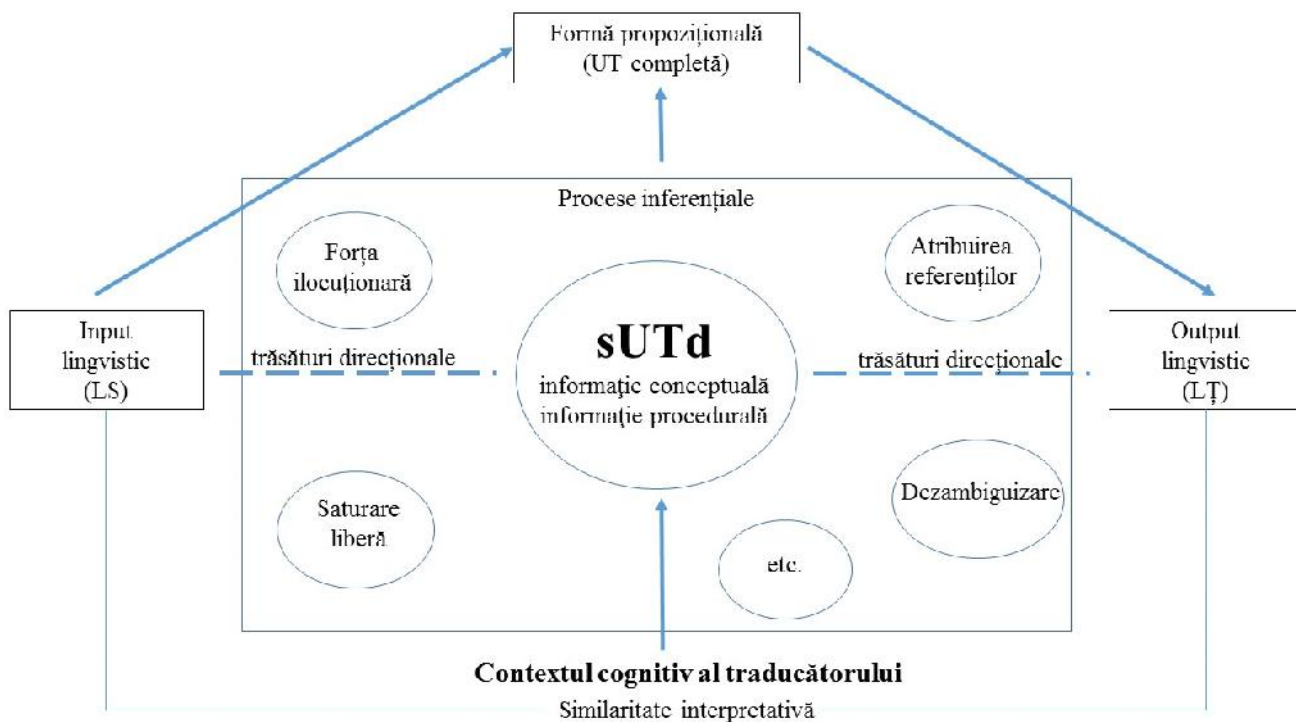 Formă propozițională
(UT completă)
Procese inferențiale
Forța
ilocuționară
Atribuirea
referenților
Input
lingvistic
(LS)
trăsături direcționale
sUTd
informație conceptuală
informaţie procedurală
trăsături direcționale
Output
lingvistic
(LȚ)
Saturare
liberă
Dezambiguizare
etc.
Contextul cognitiv al traducătorului
Similaritate interpretativă